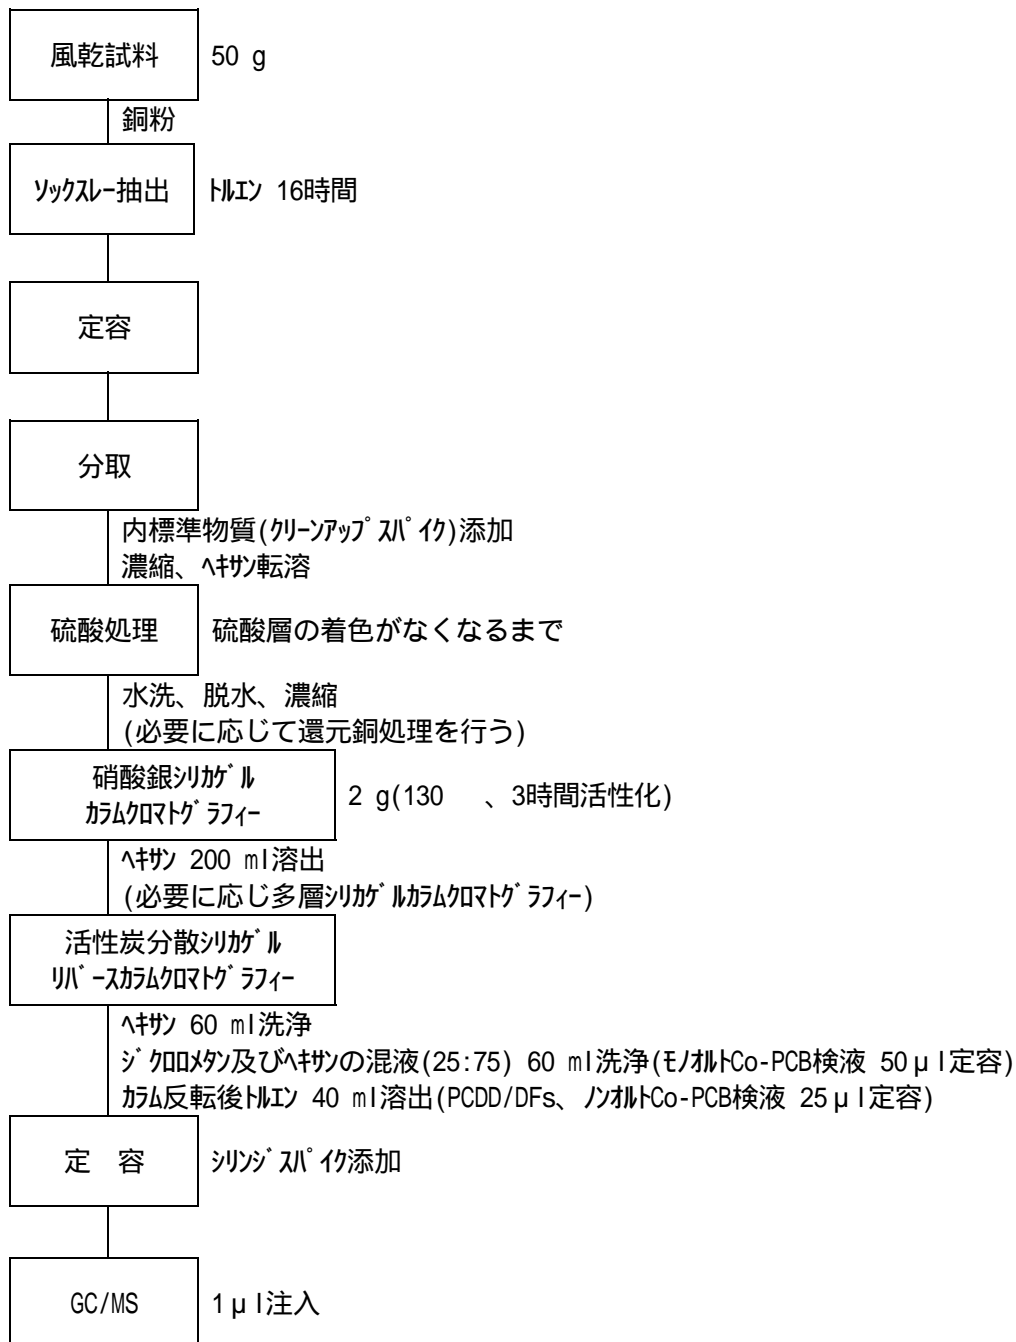 風乾試料 50 g
銅粉
ｿｯｸｽﾚｰ抽出 ﾄﾙｴﾝ 16時間
定容
分取
内標準物質(ｸﾘｰﾝｱｯﾌﾟｽﾊﾟｲｸ)添加
濃縮、ﾍｷｻﾝ転溶
硫酸処理 硫酸層の着色がなくなるまで
水洗、脱水、濃縮
(必要に応じて還元銅処理を行う)
硝酸銀ｼﾘｶｹﾞﾙ
ｶﾗﾑｸﾛﾏﾄｸﾞﾗﾌｨｰ
2 g(130　、3時間活性化)
ﾍｷｻﾝ 200 ml溶出
(必要に応じ多層ｼﾘｶｹﾞﾙｶﾗﾑｸﾛﾏﾄｸﾞﾗﾌｨｰ)
活性炭分散ｼﾘｶｹﾞﾙ
ﾘﾊﾞｰｽｶﾗﾑｸﾛﾏﾄｸﾞﾗﾌｨｰ
ﾍｷｻﾝ 60 ml洗浄
ｼﾞｸﾛﾛﾒﾀﾝ及びﾍｷｻﾝの混液(25:75) 60 ml洗浄(ﾓﾉｵﾙﾄCo-PCB検液 50μl定容)
ｶﾗﾑ反転後ﾄﾙｴﾝ 40 ml溶出(PCDD/DFs、ﾉﾝｵﾙﾄCo-PCB検液 25μl定容)
定　容 ｼﾘﾝｼﾞｽﾊﾟｲｸ添加
GC/MS 1μl注入